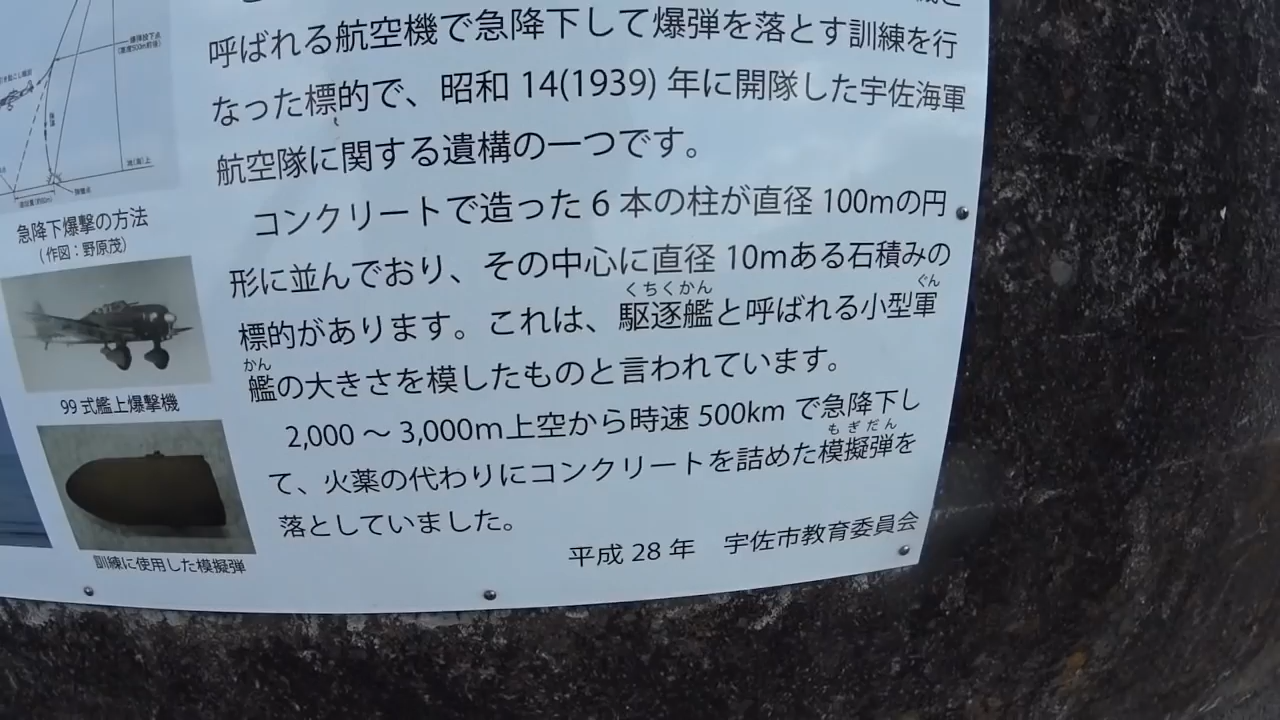 呼ばれる航空機で急降下して爆弾を落とす訓練を行
なった標的で、昭和 14(1939) 年に開隊した宇佐海軍
航空隊に関する遺構の一つです。
コンクリートで造った 6 本の柱が直径 100mの円
形に並んでおり、その中心に直径 10mある石積みの
標的があります。これは、駆逐艦と呼ばれる小型軍
くちくかん
ぐん
艦の大きさを模したものと言われています。
かん
2,000 ～ 3,000m上空から時速 500km で急降下し
て、火薬の代わりにコンクリートを詰めた模擬弾を
もぎだん
落としていました。
平成 28 年 宇佐市教育委員会
爆弾投下点
(高度500m前後)
急降下爆撃の方法
(作図：野原茂)
99 式艦上爆撃機
訓練に使用した模擬弾